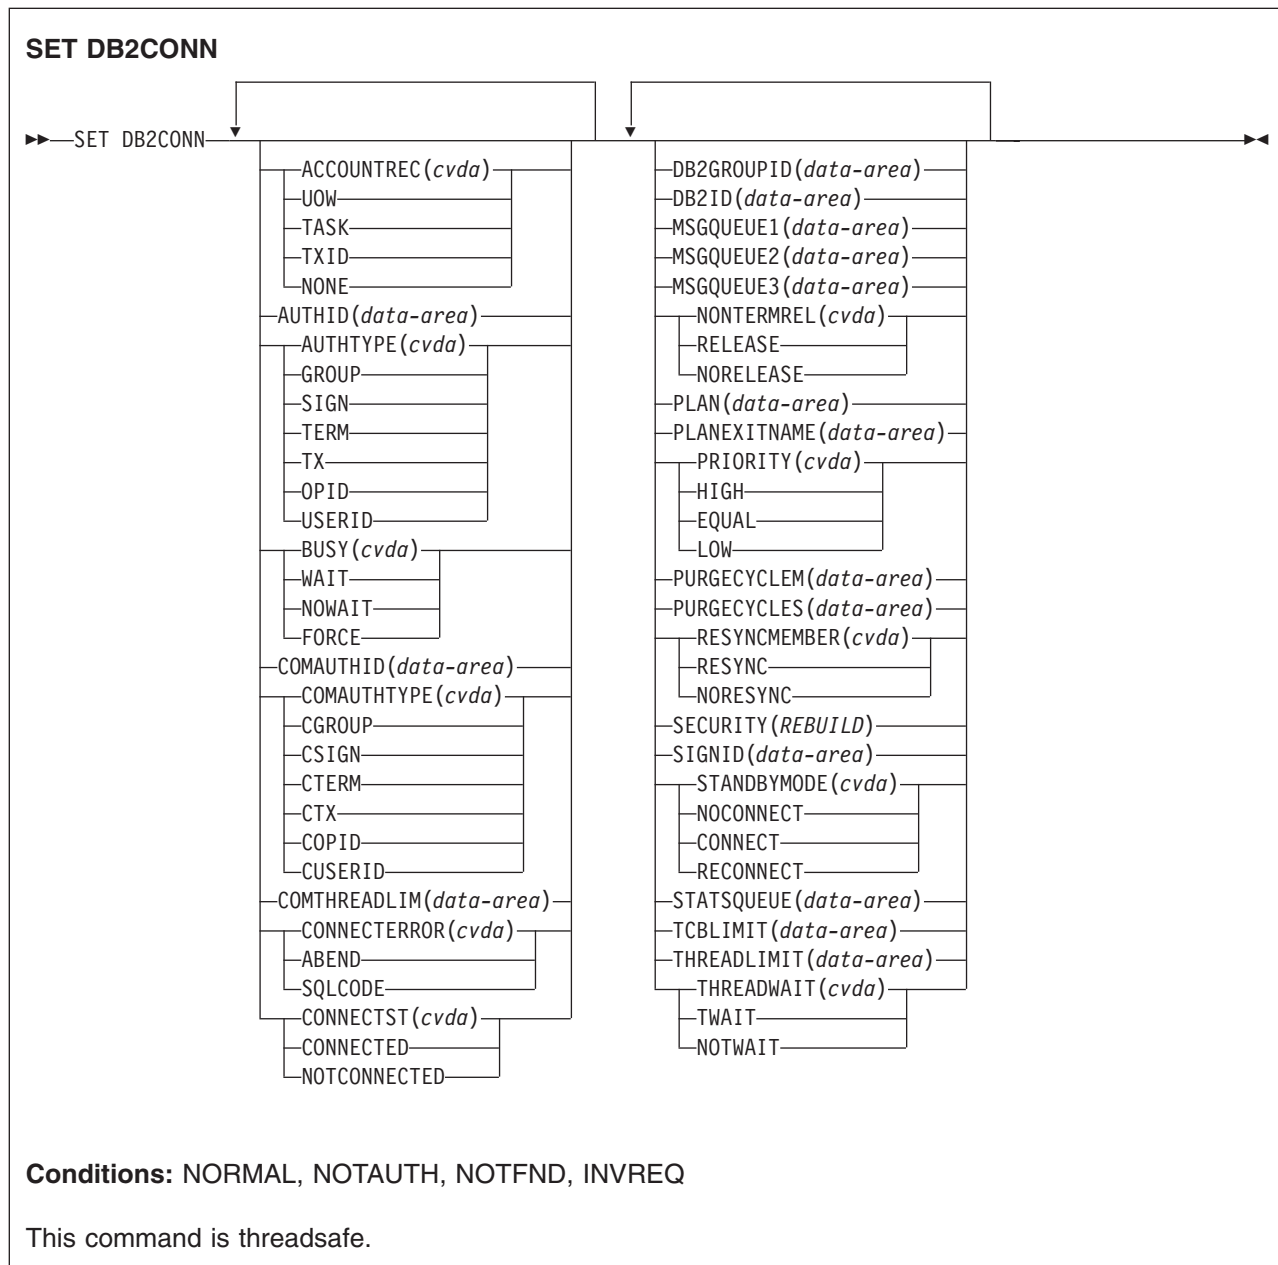 SET DB2CONN
SET DB2CONN
ACCOUNTREC(cvda)
UOW
TASK
TXID
NONE
AUTHID(data-area)
AUTHTYPE(cvda)
GROUP
SIGN
TERM
TX
OPID
USERID
BUSY(cvda)
WAIT
NOWAIT
FORCE
COMAUTHID(data-area)
COMAUTHTYPE(cvda)
CGROUP
CSIGN
CTERM
CTX
COPID
CUSERID
COMTHREADLIM(data-area)
CONNECTERROR(cvda)
ABEND
SQLCODE
CONNECTST(cvda)
CONNECTED
NOTCONNECTED
DB2GROUPID(data-area)
DB2ID(data-area)
MSGQUEUE1(data-area)
MSGQUEUE2(data-area)
MSGQUEUE3(data-area)
NONTERMREL(cvda)
RELEASE
NORELEASE
PLAN(data-area)
PLANEXITNAME(data-area)
PRIORITY(cvda)
HIGH
EQUAL
LOW
PURGECYCLEM(data-area)
PURGECYCLES(data-area)
RESYNCMEMBER(cvda)
RESYNC
NORESYNC
SECURITY(REBUILD)
SIGNID(data-area)
STANDBYMODE(cvda)
NOCONNECT
CONNECT
RECONNECT
STATSQUEUE(data-area)
TCBLIMIT(data-area)
THREADLIMIT(data-area)
THREADWAIT(cvda)
TWAIT
NOTWAIT
Conditions: NORMAL, NOTAUTH, NOTFND, INVREQ
This command is threadsafe.